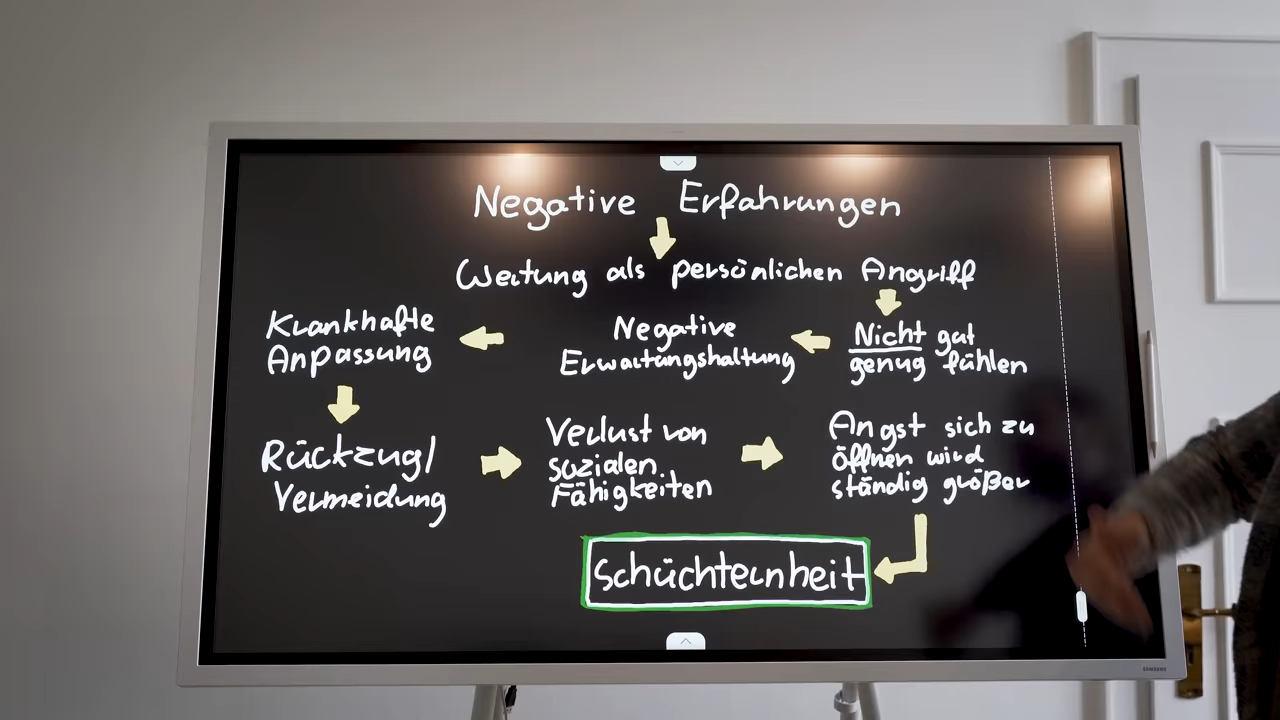 Negative Erfahrungen
Wertung als persönlichen Angriff
Krankhafte
Anpassung
Negative
Erwartungshaltung
Nicht gut
genug fühlen
Rückzug/
Vermeidung
Verlust von
sozialen
Fähigkeiten
Angst sich zu
öffnen wird
ständig größer
Schüchternheit
SAMSUNG